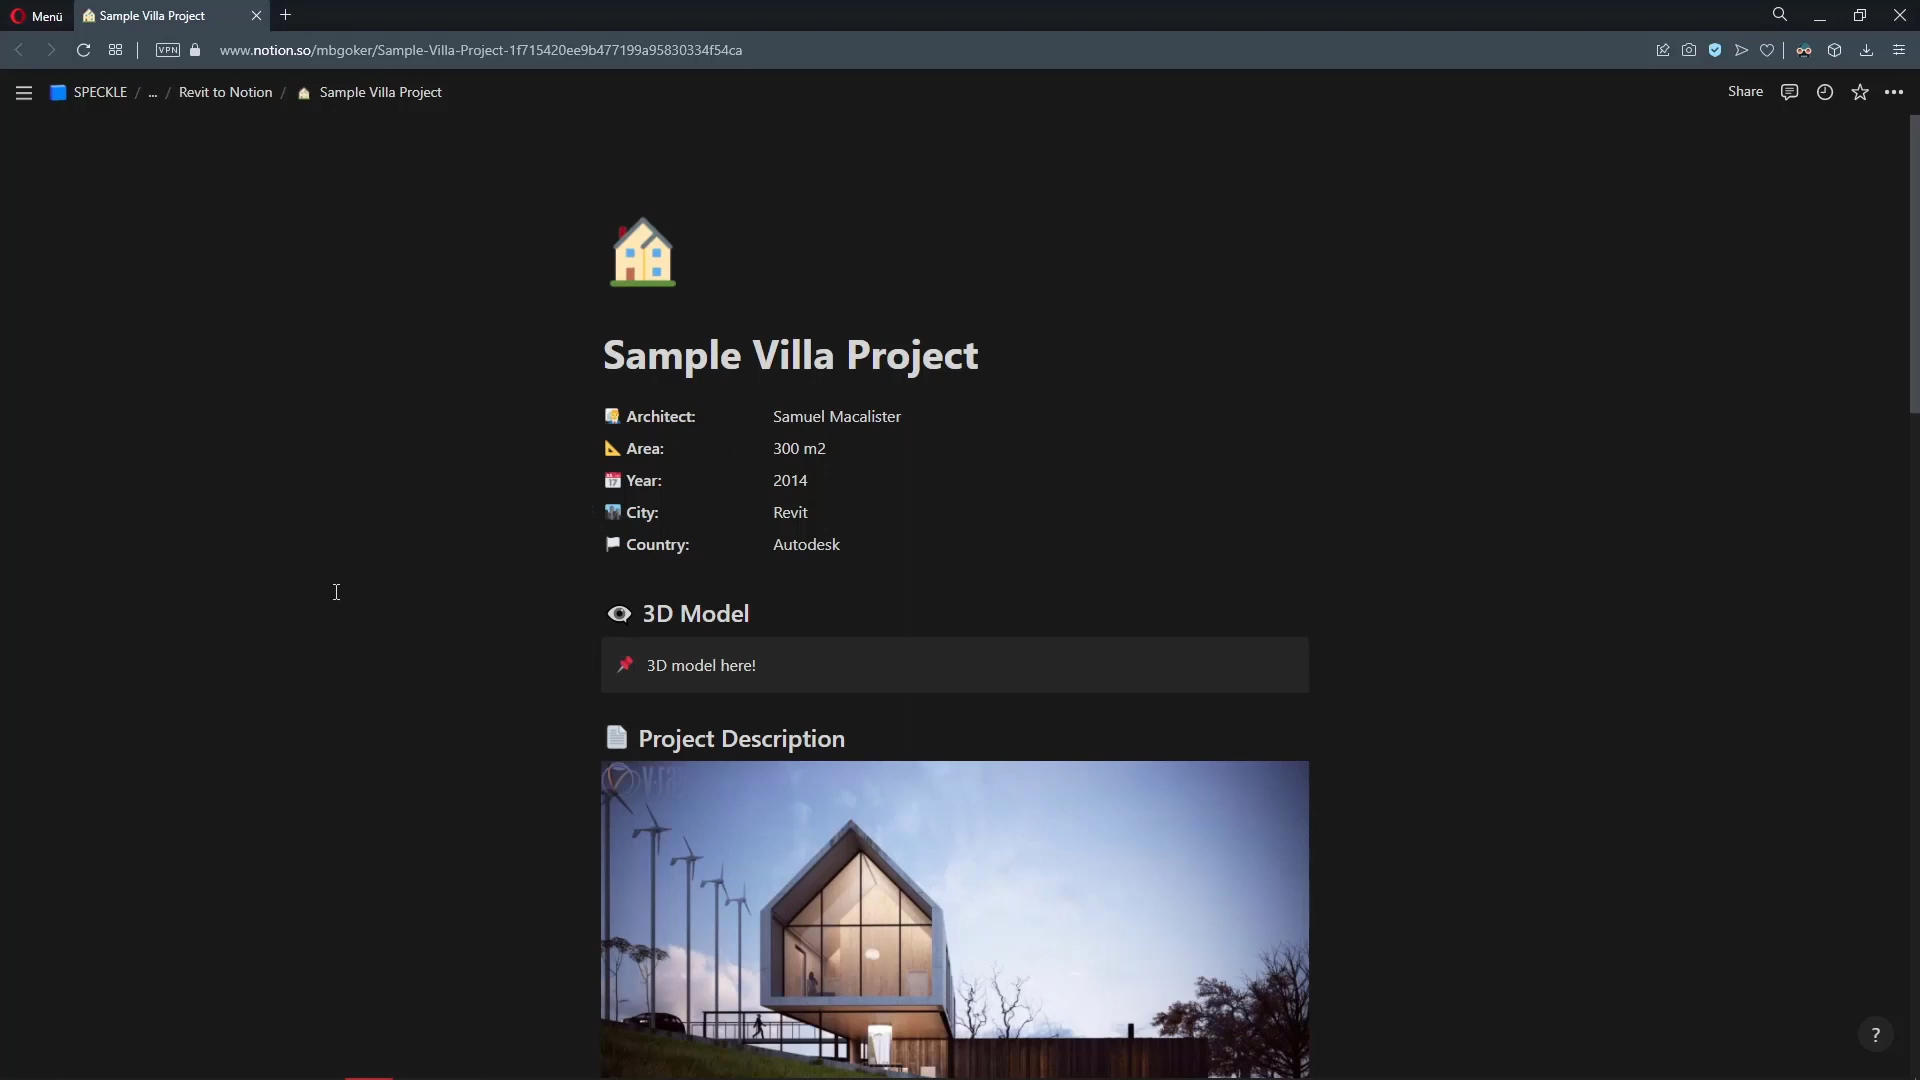 Menü
Sample Villa Project
VPN
www.notion.so/mbgoker/Sample-Villa-Project-1f715420ee9b477199a95830334f54ca
SPECKLE / ... / Revit to Notion / Sample Villa Project
Share
Sample Villa Project
Architect: Samuel Macalister
Area: 300 m2
Year: 2014
City: Revit
Country: Autodesk
3D Model
3D model here!
Project Description
?